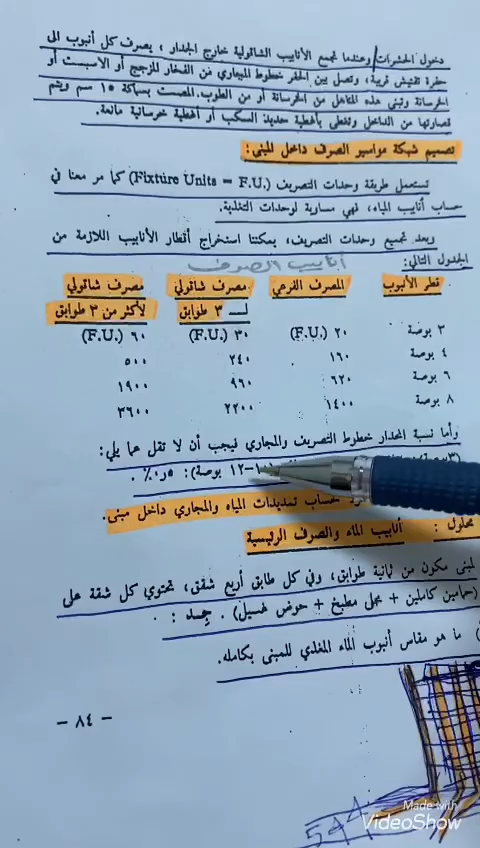 دخول الحشرات/وعندما تجمع الأنابيب الشاقولية خارج الجدار ، يصرف كل أنبوب الى
حفرة تفتيش قريبة، وتصل بين الحفر خطوط المجاري من الفخار المزجج أو الاسبست أو
الخرسانة وتبنى هذه المناهل من الخرسانة أو من الطوب المصمت بسماكة ١٥ سم ويتم
قصارتها من الداخل وتغطى بأغطية حديد السكب أو أغطية خرسانية مانعة.
تصميم شبكة مواسير الصرف داخل المبنى:
تستعمل طريقة وحدات التصريف (Fixture Units = F.U.) كما مر معنا في
حساب أنابيب المياه، فهي مساوية لوحدات التغذية.
وبعد تجميع وحدات التصريف، يمكننا استخراج أقطار الأنابيب اللازمة من
الجدول التالي:
أنابيب الصرف
قطر الأنبوب المصرف الفرعي مصرف شاقولي مصرف شاقولي
لـــ ٣ طوابق لأكثر من ٣ طوابق
٣ بوصة ٢٠ (F.U.) ٣٠ (F.U.) ٦٠ (F.U.)
٤ بوصة ١٦٠ ٢٤٠ ٥٠٠
٦ بوصة ٦٢٠ ٩٦٠ ١٩٠٠
٨ بوصة ١٤٠٠ ٢٢٠٠ ٣٦٠٠
وأما نسبة انحدار خطوط التصريف والمجاري فيجب أن لا تقل عما يلي:
١٢ بوصة): ٥ر٠٪ .
لحساب تمديدات المياه والمجاري داخل مبنى.
محلول : أنابيب الماء والصرف الرئيسية
لمبنى مكون من ثمانية طوابق، وفي كل طابق أربع شقق، تحتوي كل شقة على
(حمامين كاملين + مجلى مطبخ + حوض غسيل) . جـد :
) ما هو مقاس أنبوب الماء المغذي للمبنى بكامله.
- ٨٤ -
Made with
VideoShow